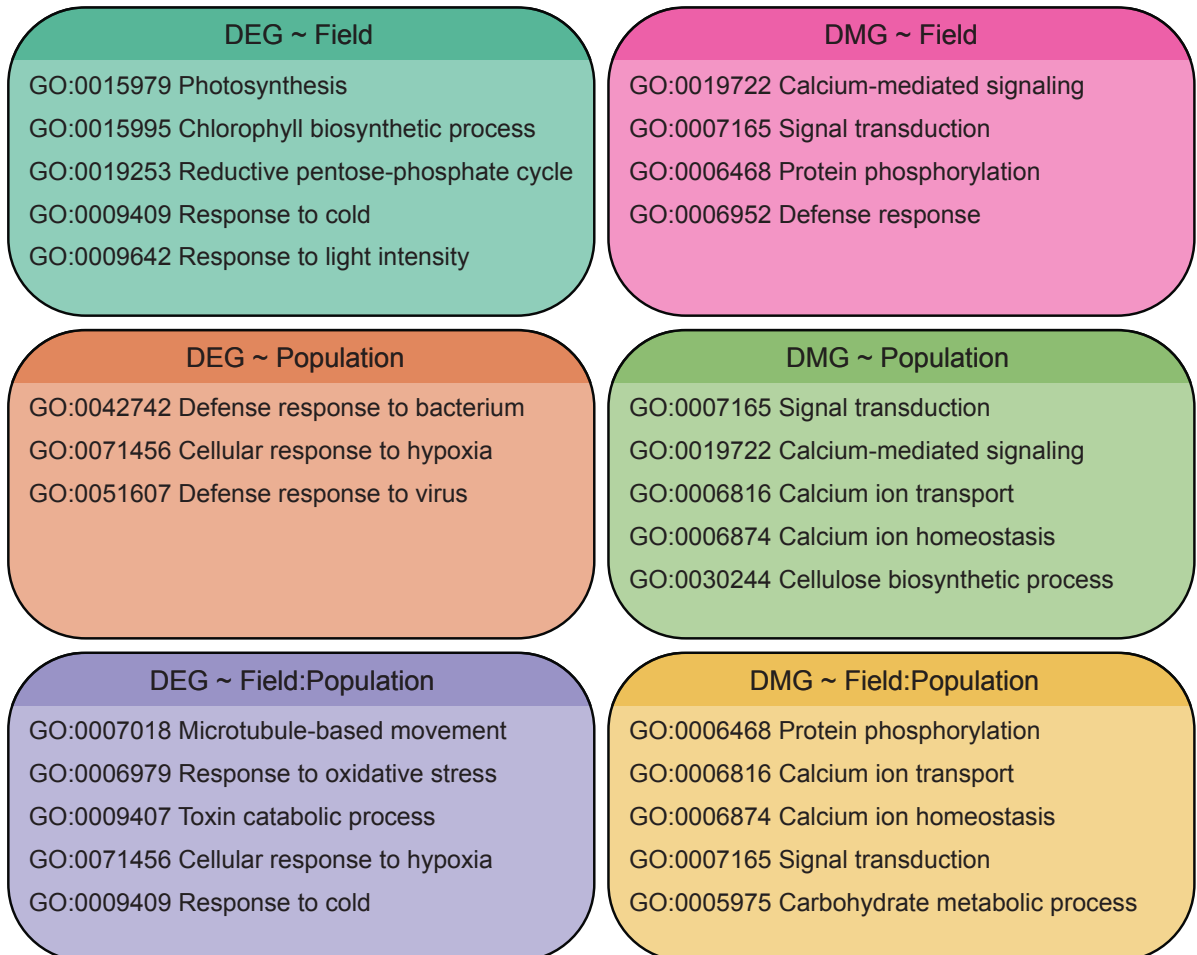 DEG ~ Field
GO:0015979 Photosynthesis
GO:0015995 Chlorophyll biosynthetic process
GO:0019253 Reductive pentose-phosphate cycle
GO:0009409 Response to cold
GO:0009642 Response to light intensity
DMG ~ Field
GO:0019722 Calcium-mediated signaling
GO:0007165 Signal transduction
GO:0006468 Protein phosphorylation
GO:0006952 Defense response
DEG ~ Population
GO:0042742 Defense response to bacterium
GO:0071456 Cellular response to hypoxia
GO:0051607 Defense response to virus
DMG ~ Population
GO:0007165 Signal transduction
GO:0019722 Calcium-mediated signaling
GO:0006816 Calcium ion transport
GO:0006874 Calcium ion homeostasis
GO:0030244 Cellulose biosynthetic process
DEG ~ Field:Population
GO:0007018 Microtubule-based movement
GO:0006979 Response to oxidative stress
GO:0009407 Toxin catabolic process
GO:0071456 Cellular response to hypoxia
GO:0009409 Response to cold
DMG ~ Field:Population
GO:0006468 Protein phosphorylation
GO:0006816 Calcium ion transport
GO:0006874 Calcium ion homeostasis
GO:0007165 Signal transduction
GO:0005975 Carbohydrate metabolic process